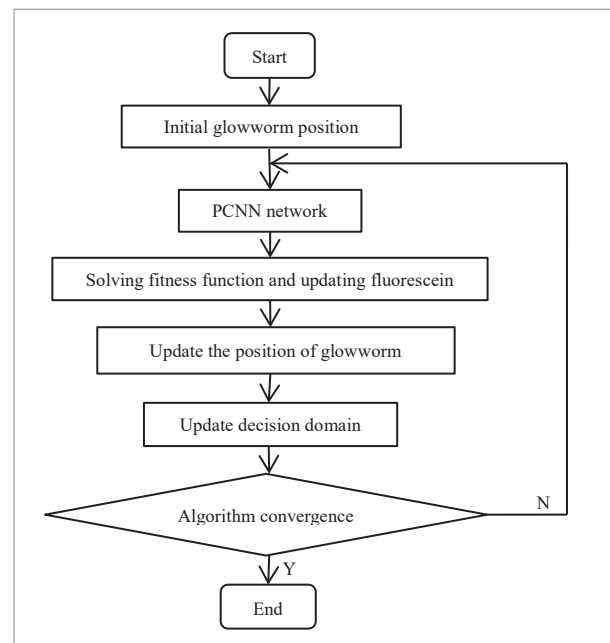 Start
Initial glowworm position
PCNN network
Solving fitness function and updating fluorescein
Update the position of glowworm
Update decision domain
Algorithm convergence
N
Y
End